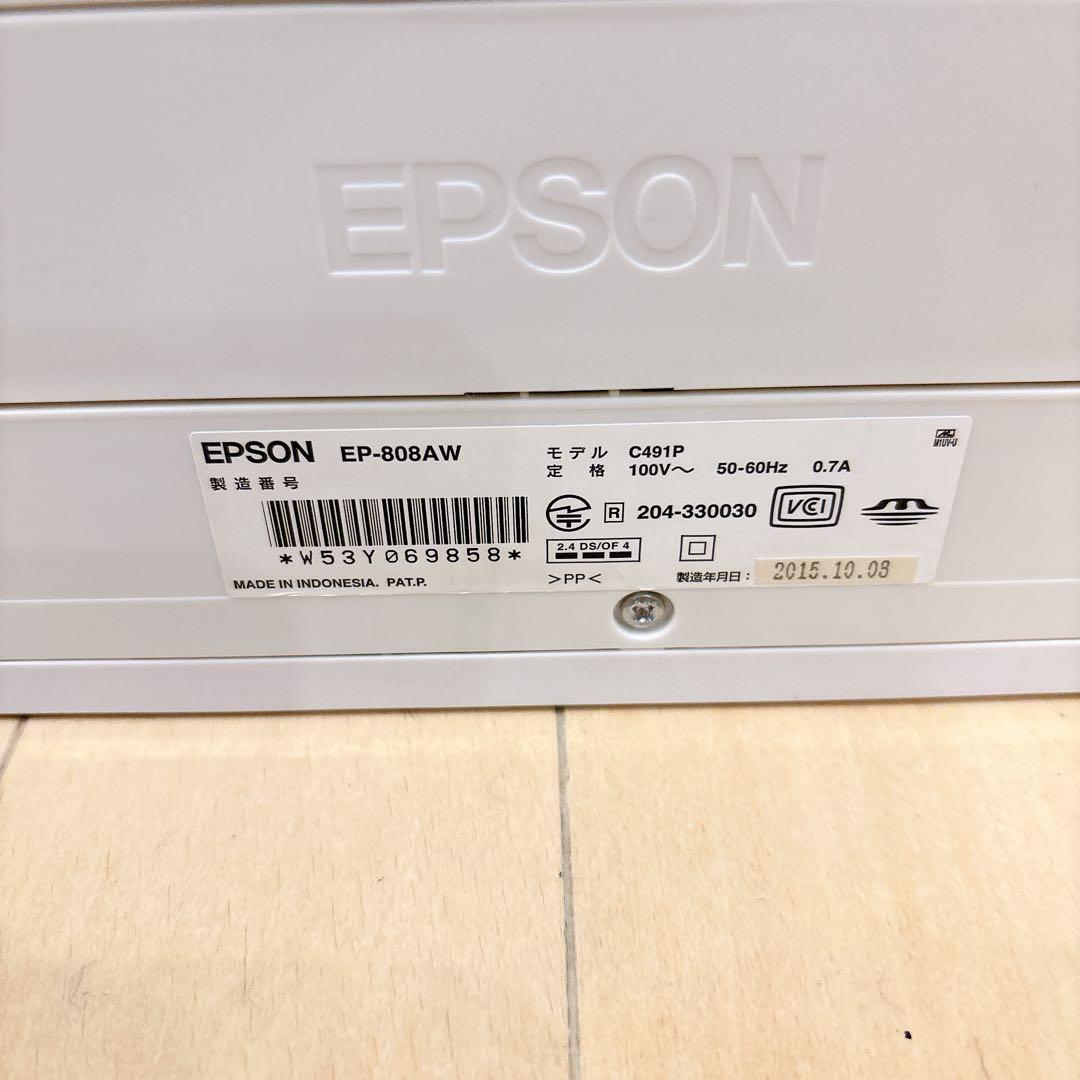 EPSON
EPSON EP-808AW
製造番号
*W53Y069858*
MADE IN INDONESIA. PAT.P.
モデル C491P
定格 100V～ 50-60Hz 0.7A
R 204-330030
VCCI
2.4 DS/OF 4
>PP<
製造年月日: 2015.10.08
M1UV-U